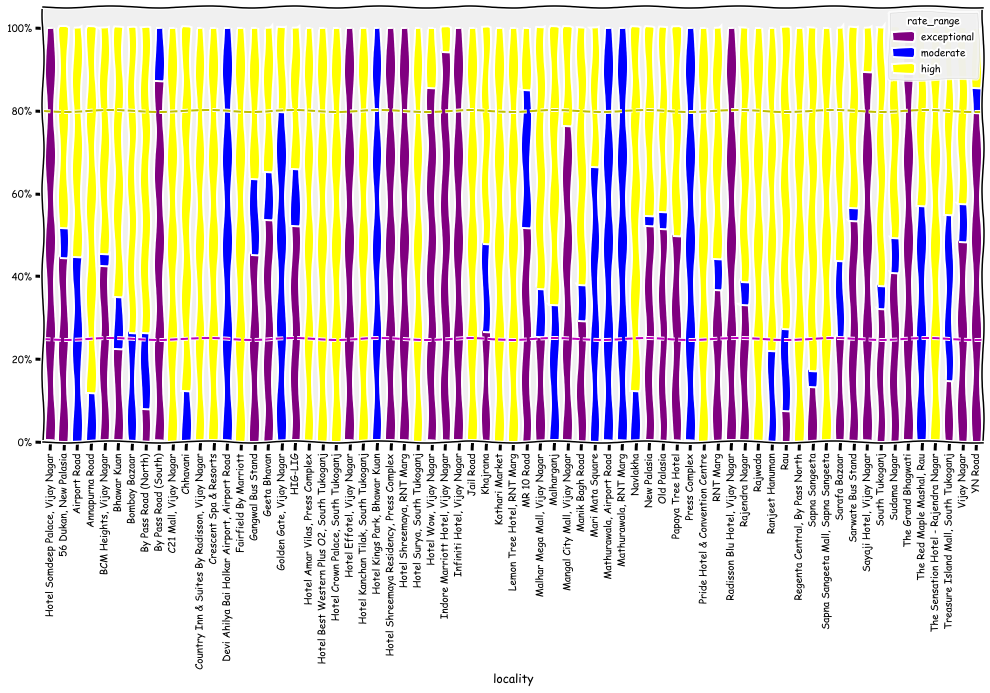 rate_range
exceptional
moderate
high
100%
80%
60%
40%
20%
0%
Hotel Somdeep Palace, Vijay Nagar
56 Dukan, New Palasia
Airport Road
Annapurna Road
BCM Heights, Vijay Nagar
Bhawar Kuan
Bombay Bazzar
By Pass Road (North)
By Pass Road (South)
C21 Mall, Vijay Nagar
Chhavani
Country Inn & Suites By Radisson, Vijay Nagar
Crescent Spa & Resorts
Devi Ahilya Bai Holkar Airport, Airport Road
Fairfield By Marriott
Gangwal Bus Stand
Geeta Bhavan
Golden Gate, Vijay Nagar
HIG-LIG
Hotel Amar Vilas, Press Complex
Hotel Best Western Plus O2, South Tukoganj
Hotel Crown Palace, South Tukoganj
Hotel Effotel, Vijay Nagar
Hotel Kanchan Tilak, South Tukoganj
Hotel Kings Park, Bhawar Kuan
Hotel Shreemaya Residency, Press Complex
Hotel Shreemaya, RNT Marg
Hotel Surya, South Tukoganj
Hotel Wow, Vijay Nagar
Indore Marriott Hotel, Vijay Nagar
Infiniti Hotel, Vijay Nagar
Jail Road
Khajrana
Kothari Market
Lemon Tree Hotel, RNT Marg
MR 10 Road
Malhar Mega Mall, Vijay Nagar
Malharganj
Mangal City Mall, Vijay Nagar
Manik Bagh Road
Mari Mata Square
Mathurawala, Airport Road
Mathurawala, RNT Marg
Navlakha
New Palasia
Old Palasia
Papaya Tree Hotel
Press Complex
Pride Hotel & Convention Centre
RNT Marg
Radisson Blu Hotel, Vijay Nagar
Rajendra Nagar
Rajwada
Ranjeet Hanuman
Rau
Regenta Central, By Pass North
Sapna Sangeeta
Sapna Sangeeta Mall, Sapna Sangeeta
Sarafa Bazar
Sarwate Bus Stand
Sayaji Hotel, Vijay Nagar
South Tukoganj
Sudama Nagar
The Grand Bhagwati
The Red Maple Mashal, Rau
The Sensation Hotel - Rajendra Nagar
Treasure Island Mall, South Tukoganj
Vijay Nagar
YN Road
locality